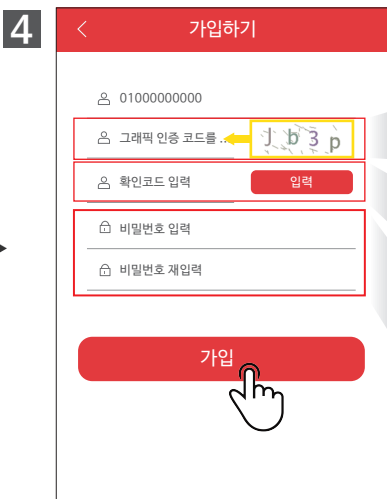 4
가입하기
01000000000
그래픽 인증 코드를 ..
J b 3 p
확인코드 입력
입력
비밀번호 입력
비밀번호 재입력
가입